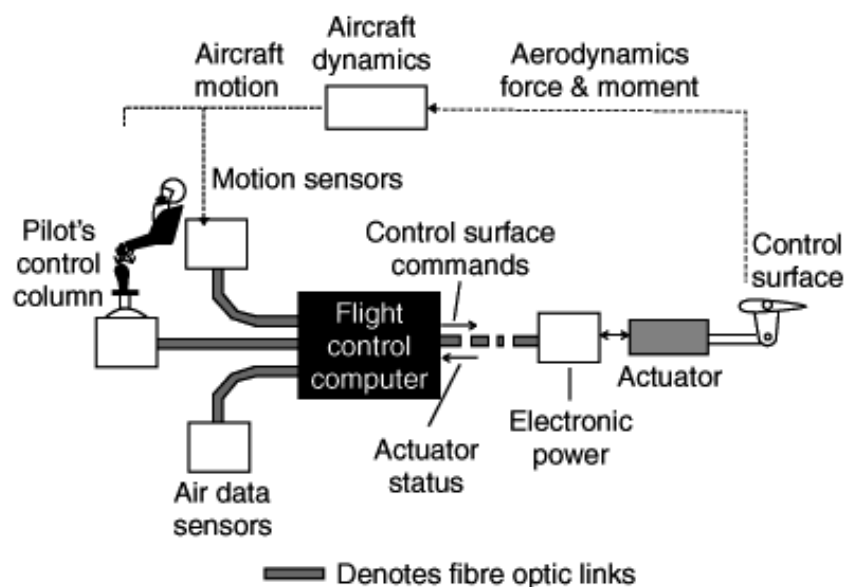 Aircraft
dynamics
Aircraft
motion
Aerodynamics
force & moment
Motion sensors
Pilot's
control
column
Control surface
commands
Control
surface
Flight
control
computer
Actuator
Electronic
power
Actuator
status
Air data
sensors
Denotes fibre optic links